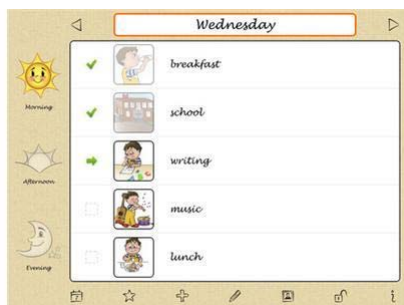 Wednesday
breakfast
Morning
school
writing
Afternoon
music
Evening
lunch